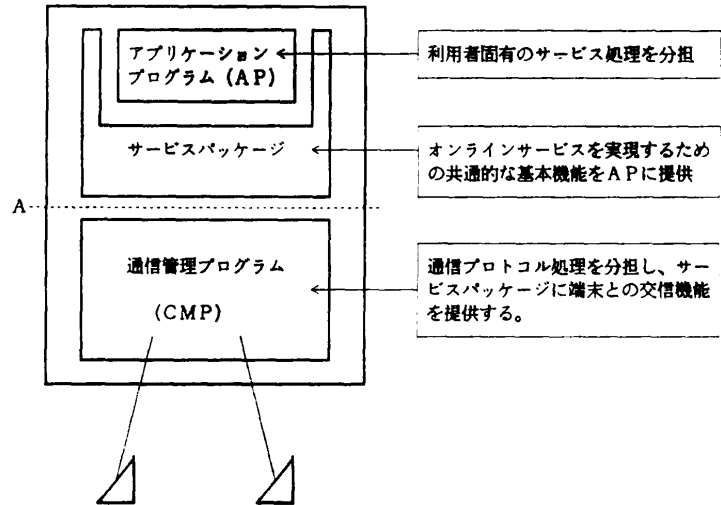 アプリケーション
プログラム (AP)
利用者固有のサービス処理を分担
サービスパッケージ
オンラインサービスを実現するため
の共通的な基本機能をAPに提供
A
通信管理プログラム
(CMP)
通信プロトコル処理を分担し、サー
ビスパッケージに端末との交信機能
を提供する。